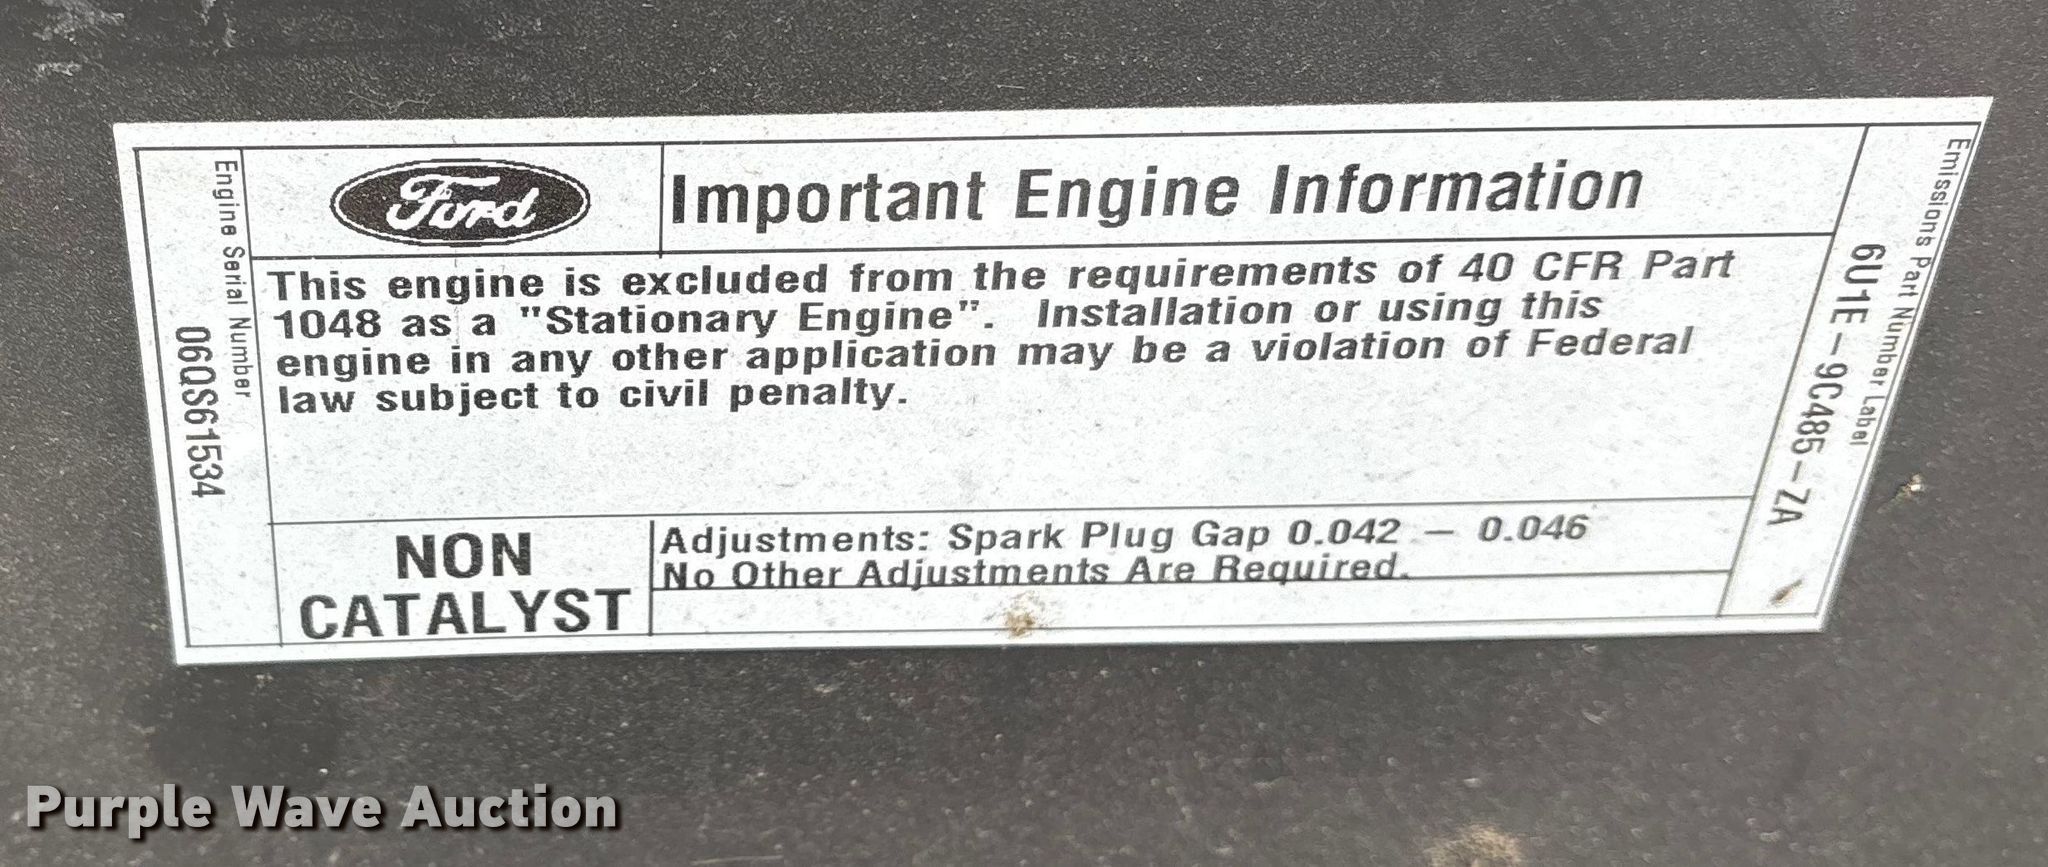 Engine Serial Number
06QS61534
Ford
Important Engine Information
This engine is excluded from the requirements of 40 CFR Part
1048 as a "Stationary Engine". Installation or using this
engine in any other application may be a violation of Federal
law subject to civil penalty.
NON
CATALYST
Adjustments: Spark Plug Gap 0.042 – 0.046
No Other Adjustments Are Required.
Emissions Part Number Label
6U1E-9C485-ZA
Purple Wave Auction